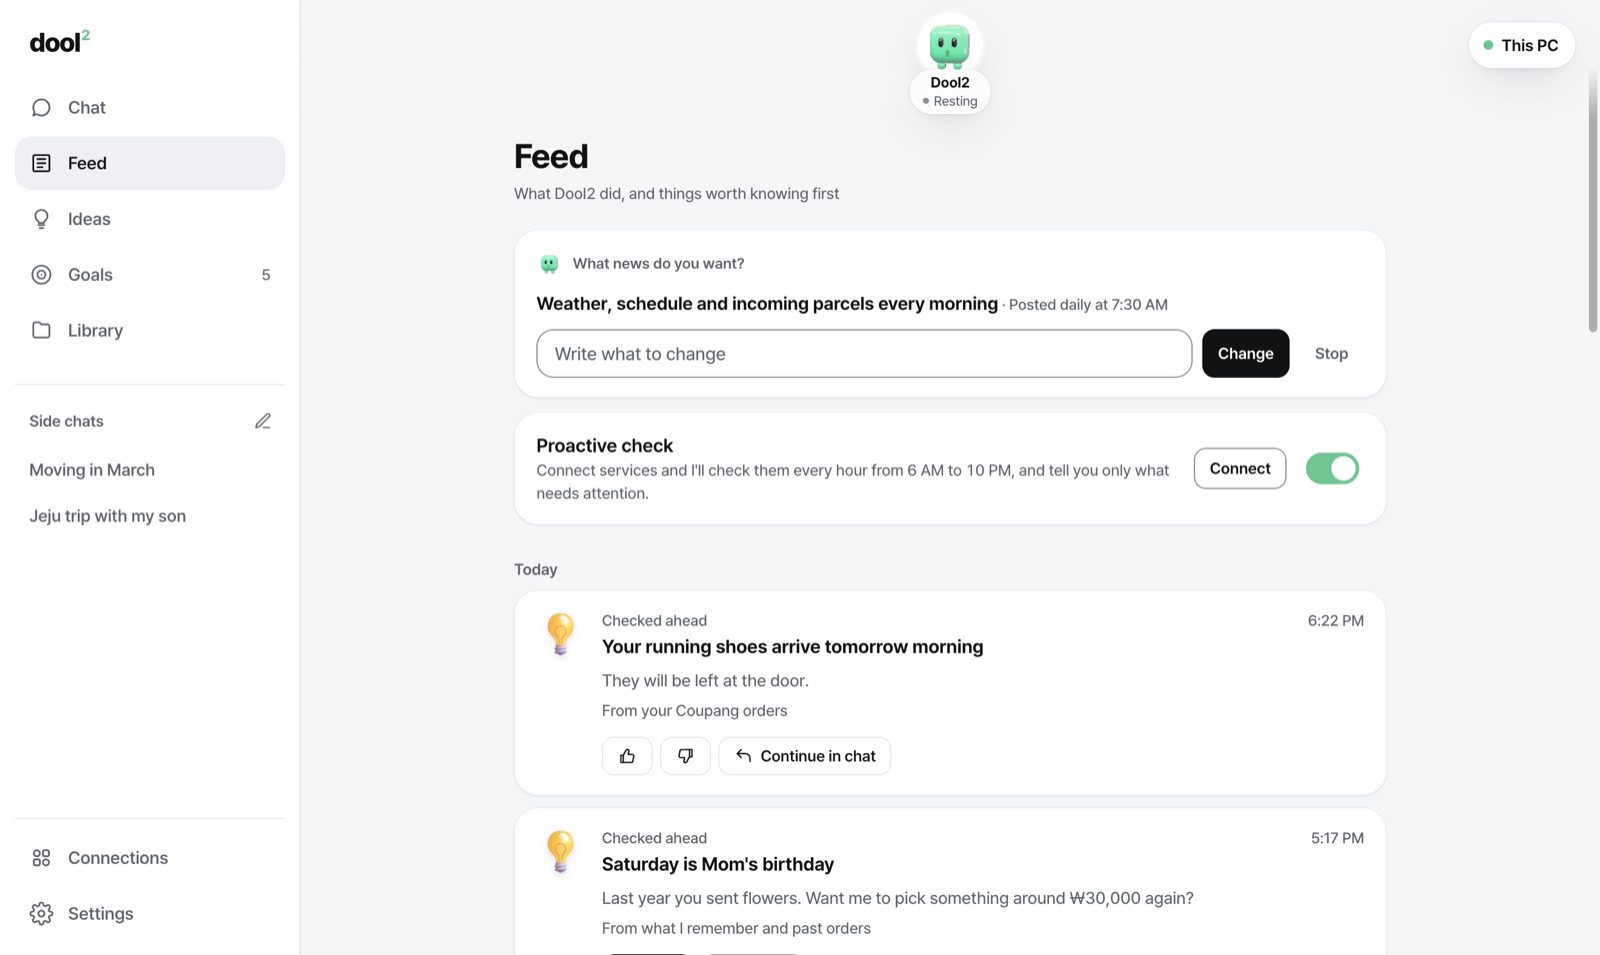 dool2
Chat
Feed
Ideas
Goals 5
Library
Side chats
Moving in March
Jeju trip with my son
Connections
Settings
Dool2
Resting
This PC
Feed
What Dool2 did, and things worth knowing first
What news do you want?
Weather, schedule and incoming parcels every morning · Posted daily at 7:30 AM
Write what to change
Change
Stop
Proactive check
Connect services and I'll check them every hour from 6 AM to 10 PM, and tell you only what
needs attention.
Connect
Today
Checked ahead 6:22 PM
Your running shoes arrive tomorrow morning
They will be left at the door.
From your Coupang orders
Continue in chat
Checked ahead 5:17 PM
Saturday is Mom's birthday
Last year you sent flowers. Want me to pick something around ₩30,000 again?
From what I remember and past orders